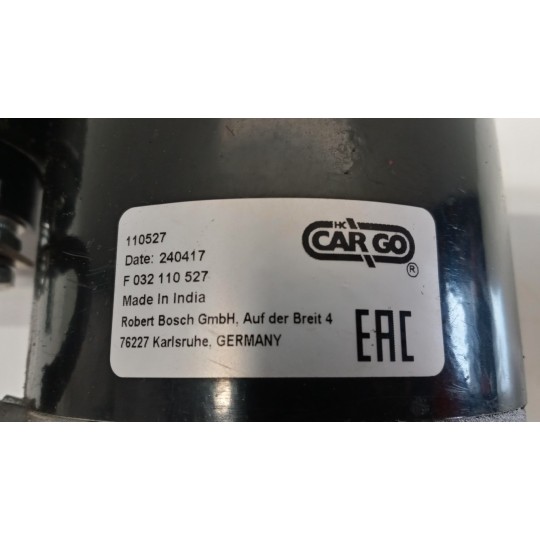 110527
Date: 240417
F 032 110 527
Made In India
Robert Bosch GmbH, Auf der Breit 4
76227 Karlsruhe, GERMANY
HC
CARGO
®
EAC